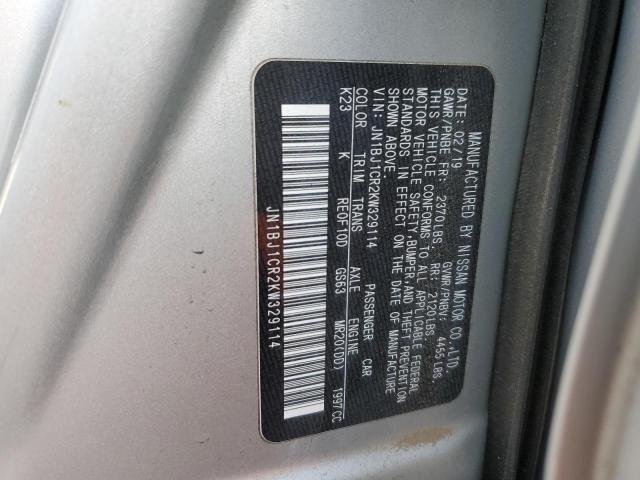 MANUFACTURED BY NISSAN MOTOR CO.,LTD.
DATE: 02/19 GVWR/PNBV: 4455LBS.
GAWR/PNBE FR: 2370LBS. RR: 2120LBS.
THIS VEHICLE CONFORMS TO ALL APPLICABLE FEDERAL
MOTOR VEHICLE SAFETY,BUMPER,AND THEFT PREVENTION
STANDARDS IN EFFECT ON THE DATE OF MANUFACTURE
SHOWN ABOVE.
VIN: JN1BJ1CR2KW329114 PASSENGER CAR
COLOR TRIM TRANS AXLE ENGINE
K23 K RE0F10D GS63 MR20(DD) 1997CC
JN1BJ1CR2KW329114